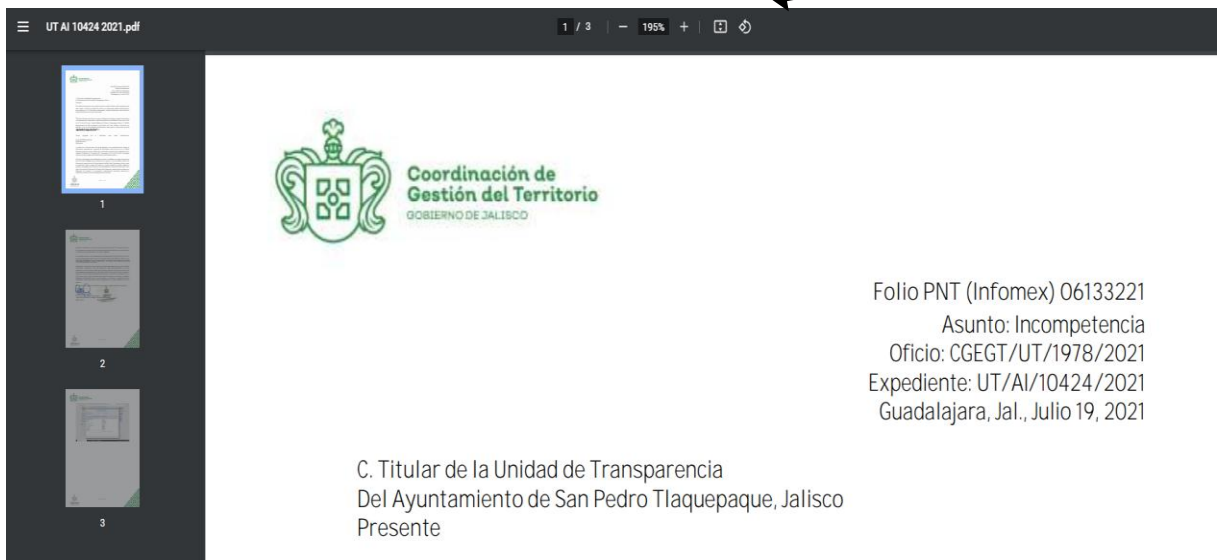 UT AI 10424 2021.pdf
1 / 3
195%
1
2
3
Coordinación de
Gestión del Territorio
GOBIERNO DE JALISCO
Folio PNT (Infomex) 06133221
Asunto: Incompetencia
Oficio: CGEGT/UT/1978/2021
Expediente: UT/AI/10424/2021
Guadalajara, Jal., Julio 19, 2021
C. Titular de la Unidad de Transparencia
Del Ayuntamiento de San Pedro Tlaquepaque, Jalisco
Presente